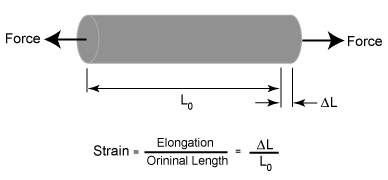 Force
Force
L₀
ΔL
Strain = Elongation / Orininal Length = ΔL / L₀